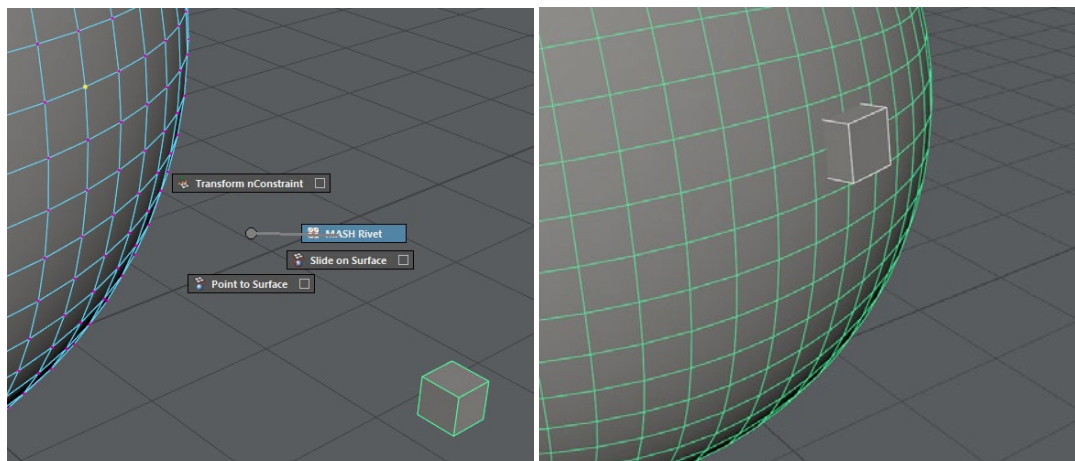 Transform nConstraint
MASH Rivet
Slide on Surface
Point to Surface